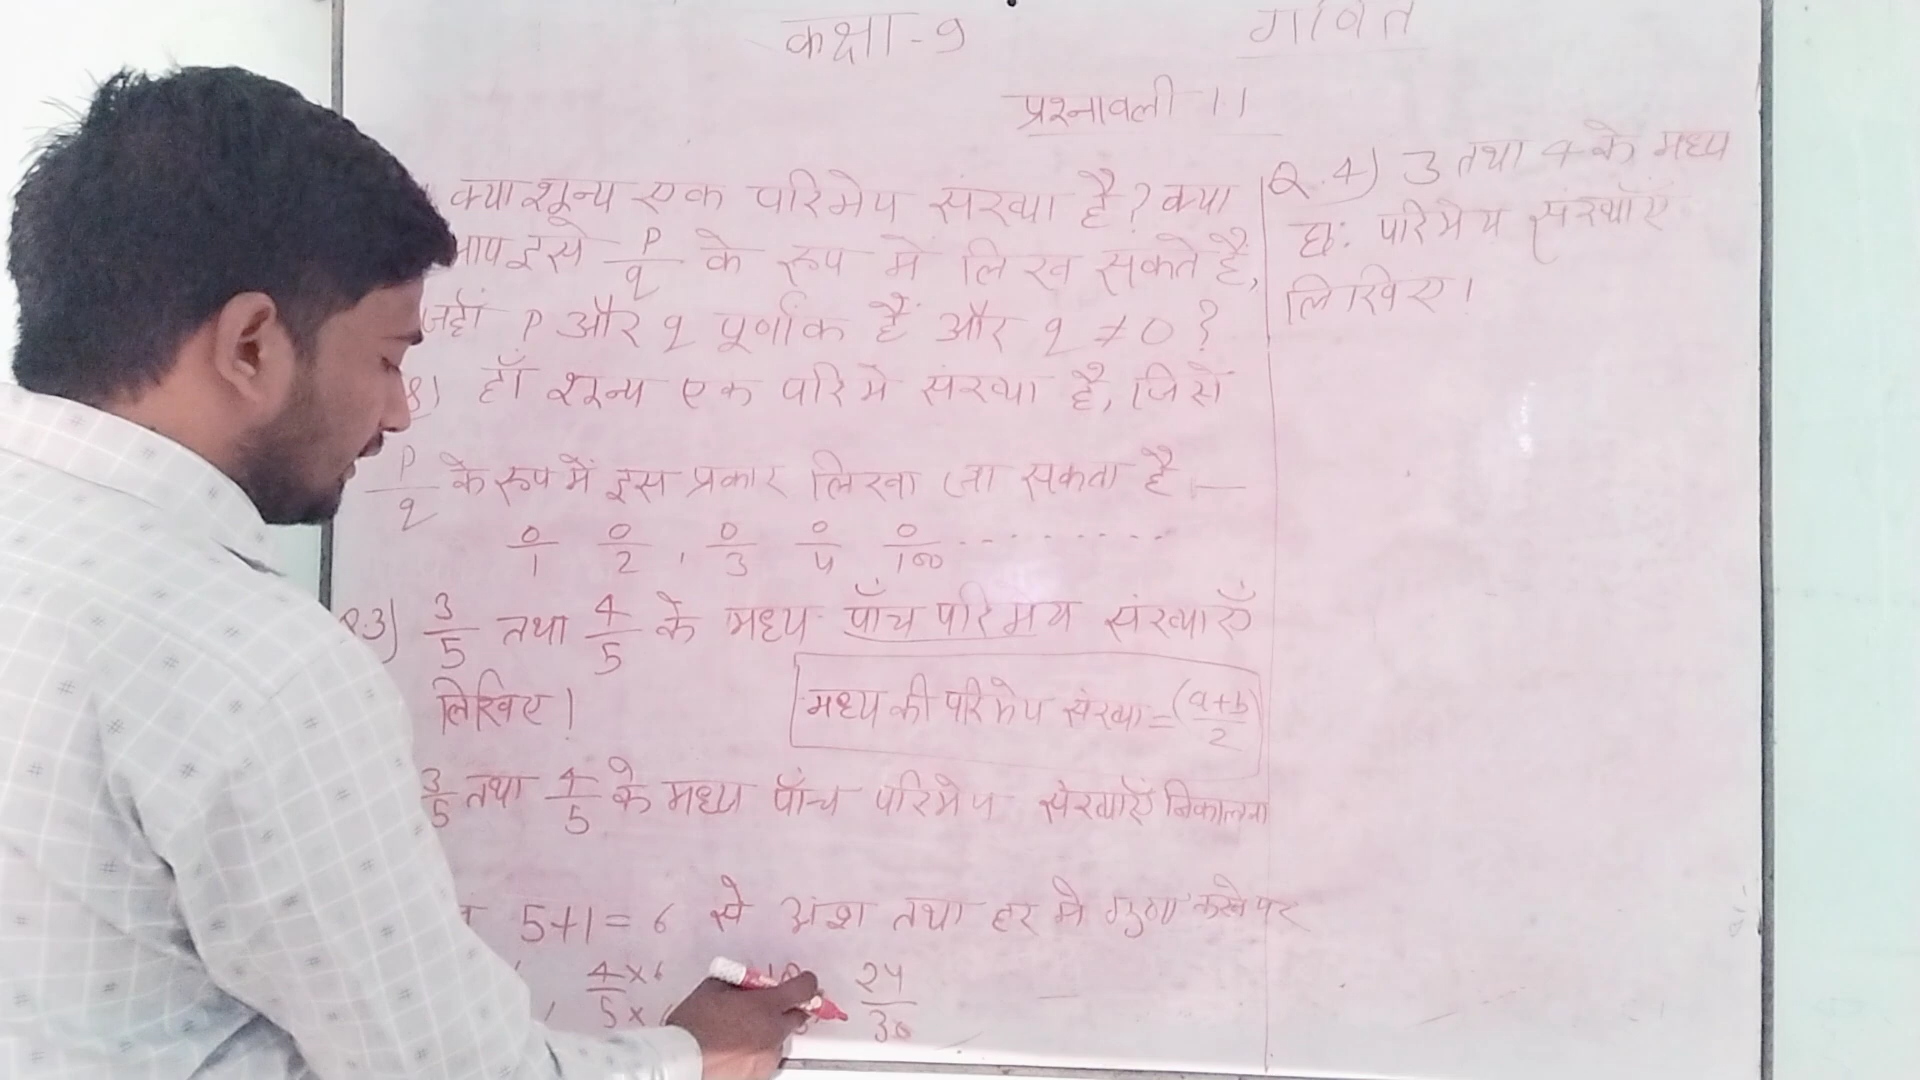 कक्षा-9
गणित
प्रश्नावली 1.1
क्या शून्य एक परिमेय संख्या है? क्या
आप इसे p/q के रूप में लिख सकते है,
जहाँ p और q पूर्णांक हैं और q ≠ 0 ?
हाँ शून्य एक परिमे संख्या है, जिसे
p/q के रूप में इस प्रकार लिखा जा सकता है :—
0/1 0/2 , 0/3 0/4 0/100 ..........
Q.3) 3/5 तथा 4/5 के मध्य पाँच परिमय संख्याएँ
लिखिए।
मध्य की परिमेय संख्या = (a+b)/2
3/5 तथा 4/5 के मध्य पाँच परिमेय संख्याएँ निकालना
5+1=6 से अंश तथा हर मे गुणा करने पर
4×6/5× 24/30
Q.4) 3 तथा 4 के मध्य
छः परिमेय संख्याएँ
लिखिए।